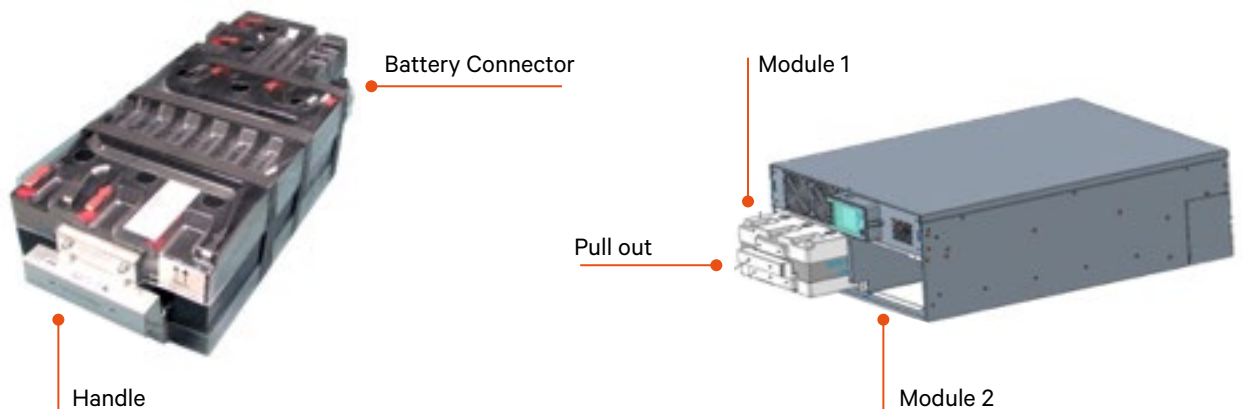 Battery Connector
Module 1
Pull out
Handle
Module 2